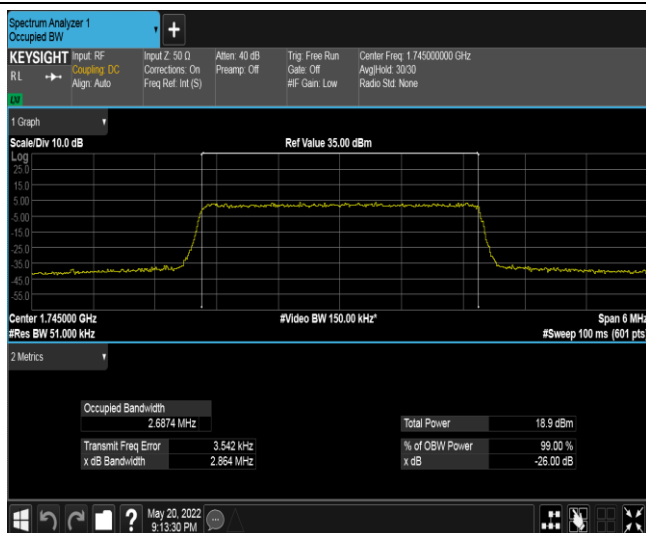 Spectrum Analyzer 1
Occupied BW
+
KEYSIGHT Input: RF Input Z: 50 Ω Atten: 40 dB Trig: Free Run Center Freq: 1.745000000 GHz
RL Coupling: DC Corrections: On Preamp: Off Gate: Off Avg|Hold: 30/30
Align: Auto Freq Ref: Int (S) #IF Gain: Low Radio Std: None
1 Graph
Scale/Div 10.0 dB Ref Value 35.00 dBm
Log
25.0
15.0
5.00
-5.00
-15.0
-25.0
-35.0
-45.0
-55.0
Center 1.745000 GHz #Video BW 150.00 kHz* Span 6 MHz
#Res BW 51.000 kHz #Sweep 100 ms (601 pts
2 Metrics
Occupied Bandwidth
2.6874 MHz Total Power 18.9 dBm
Transmit Freq Error 3.542 kHz % of OBW Power 99.00 %
x dB Bandwidth 2.864 MHz x dB -26.00 dB
? May 20, 2022
9:13:30 PM